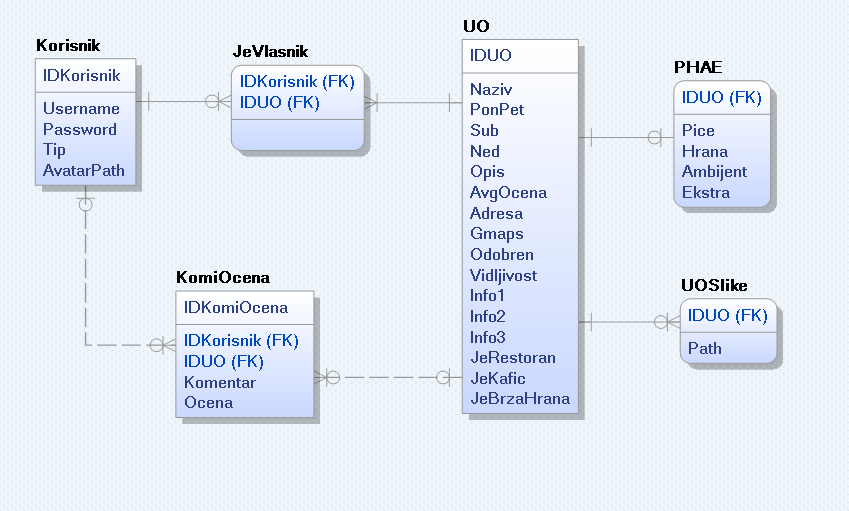 Korisnik
IDKorisnik
Username
Password
Tip
AvatarPath
JeVlasnik
IDKorisnik (FK)
IDUO (FK)
UO
IDUO
Naziv
PonPet
Sub
Ned
Opis
AvgOcena
Adresa
Gmaps
Odobren
Vidljivost
Info1
Info2
Info3
JeRestoran
JeKafic
JeBrzaHrana
PHAE
IDUO (FK)
Pice
Hrana
Ambijent
Ekstra
KomiOcena
IDKomiOcena
IDKorisnik (FK)
IDUO (FK)
Komentar
Ocena
UOSlike
IDUO (FK)
Path